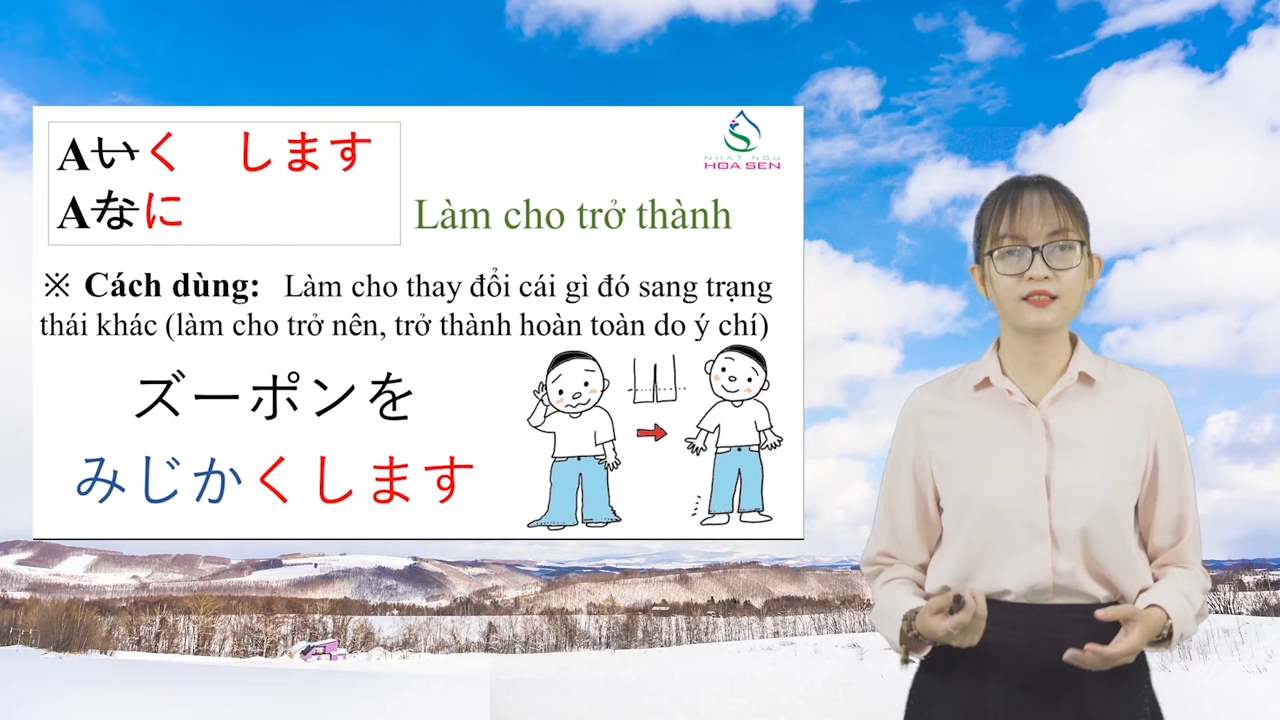 Aいく します
Aなに
Làm cho trở thành
NHẬT NGỮ
HOA SEN
※ Cách dùng: Làm cho thay đổi cái gì đó sang trạng
thái khác (làm cho trở nên, trở thành hoàn toàn do ý chí)
ズーポンを
みじかくします